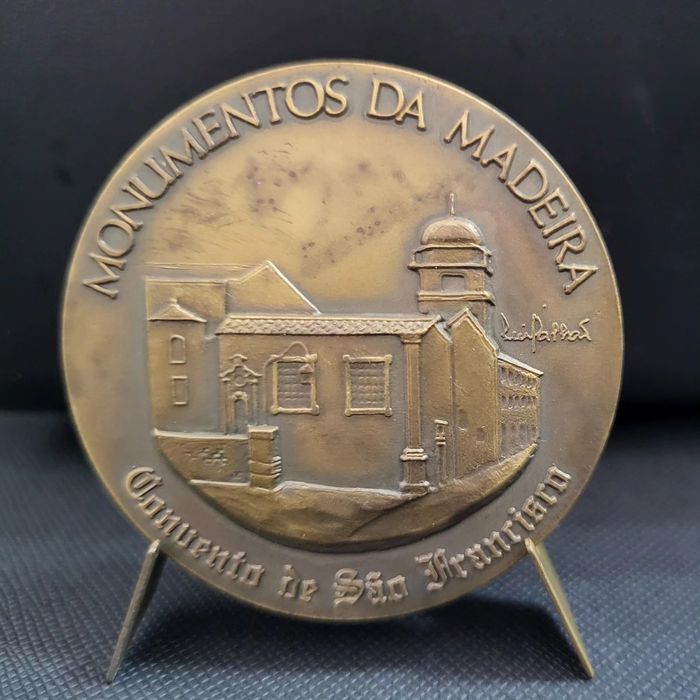 MONUMENTOS DA MADEIRA
Convento de São Francisco